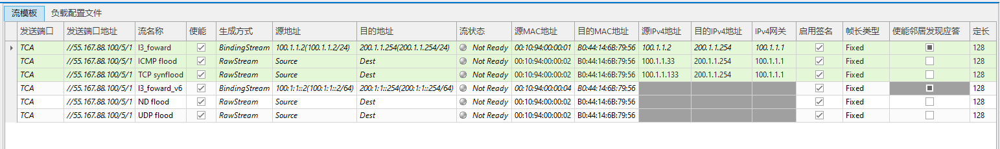 流模板 负载配置文件
发送端口 发送端口地址 流名称 使能 生成方式 源地址 目的地址 流状态 源MAC地址 目的MAC地址 源IPv4地址 目的IPv4地址 IPv4网关 启用签名 帧长类型 使能邻居发现应答 定长
TCA //55.167.88.100/5/1 l3_foward BindingStream 100.1.1.2(100.1.1.2/24) 200.1.1.254(200.1.1.254/24) Not Ready 00:10:94:00:00:01 B0:44:14:6B:79:56 100.1.1.2 200.1.1.254 100.1.1.1 Fixed 128
TCA //55.167.88.100/5/1 ICMP flood RawStream Source Dest Not Ready 00:10:94:00:00:02 B0:44:14:6B:79:56 100.1.1.33 200.1.1.254 100.1.1.1 Fixed 128
TCA //55.167.88.100/5/1 TCP synflood RawStream Source Dest Not Ready 00:10:94:00:00:02 B0:44:14:6B:79:56 100.1.1.133 200.1.1.254 100.1.1.1 Fixed 128
TCA //55.167.88.100/5/1 l3_foward_v6 BindingStream 100:1:1::2(100:1:1::2/64) 200:1:1::254(200:1:1::254/64) Not Ready 00:10:94:00:00:04 B0:44:14:6B:79:56 Fixed 128
TCA //55.167.88.100/5/1 ND flood RawStream Source Dest Not Ready 00:10:94:00:00:02 B0:44:14:6B:79:56 Fixed 128
TCA //55.167.88.100/5/1 UDP flood RawStream Source Dest Not Ready 00:10:94:00:00:02 B0:44:14:6B:79:56 Fixed 128